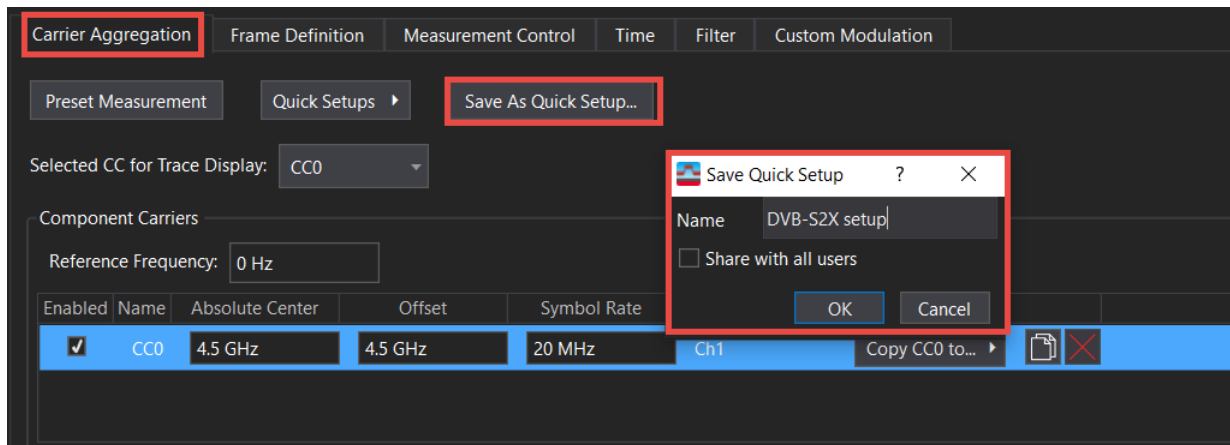 Carrier Aggregation Frame Definition Measurement Control Time Filter Custom Modulation
Preset Measurement Quick Setups Save As Quick Setup...
Selected CC for Trace Display: CC0
Save Quick Setup ? 
Name DVB-S2X setup
Share with all users
OK Cancel
Component Carriers
Reference Frequency: 0 Hz
Enabled Name Absolute Center Offset Symbol Rate
CC0 4.5 GHz 4.5 GHz 20 MHz Ch1 Copy CC0 to...